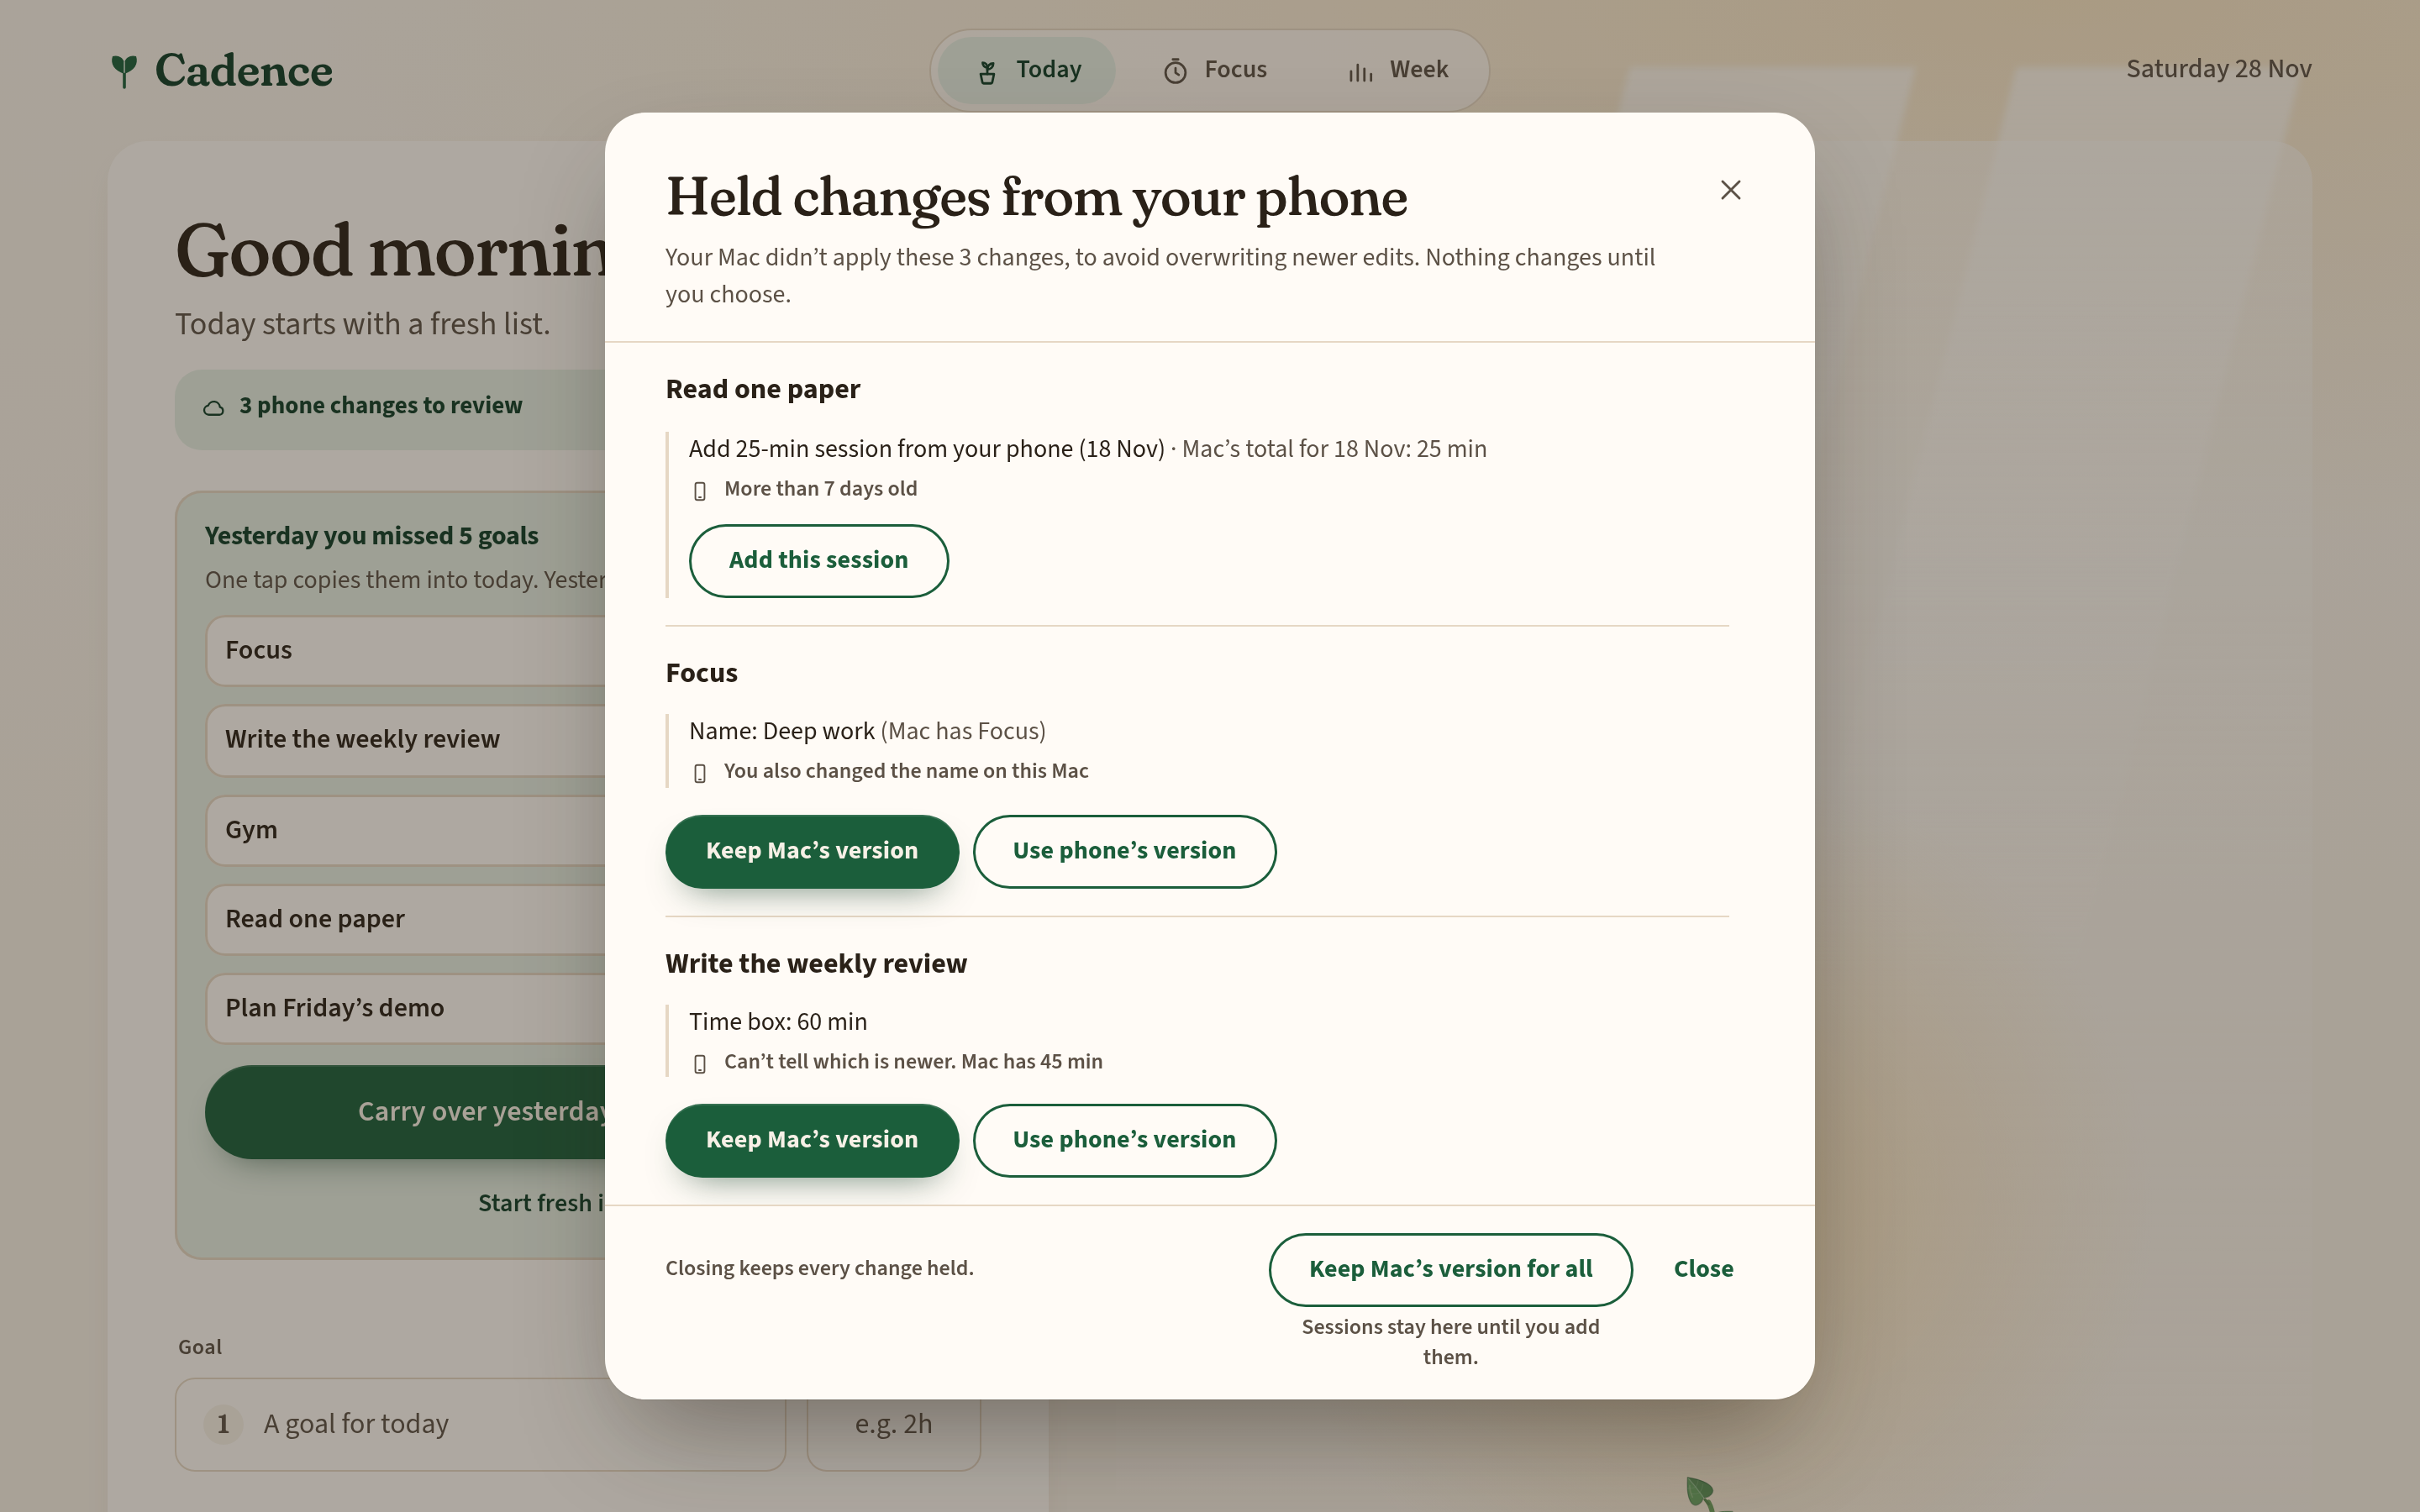 Cadence
Today
Focus
Week
Saturday 28 Nov
Good mornin
Today starts with a fresh list.
3 phone changes to review
Yesterday you missed 5 goals
One tap copies them into today. Yester
Focus
Write the weekly review
Gym
Read one paper
Plan Friday’s demo
Carry over yesterday
Start fresh i
Goal
1
A goal for today
e.g. 2h
Held changes from your phone
Your Mac didn’t apply these 3 changes, to avoid overwriting newer edits. Nothing changes until
you choose.
Read one paper
Add 25-min session from your phone (18 Nov) · Mac’s total for 18 Nov: 25 min
More than 7 days old
Add this session
Focus
Name: Deep work (Mac has Focus)
You also changed the name on this Mac
Keep Mac’s version
Use phone’s version
Write the weekly review
Time box: 60 min
Can’t tell which is newer. Mac has 45 min
Keep Mac’s version
Use phone’s version
Closing keeps every change held.
Keep Mac’s version for all
Close
Sessions stay here until you add
them.